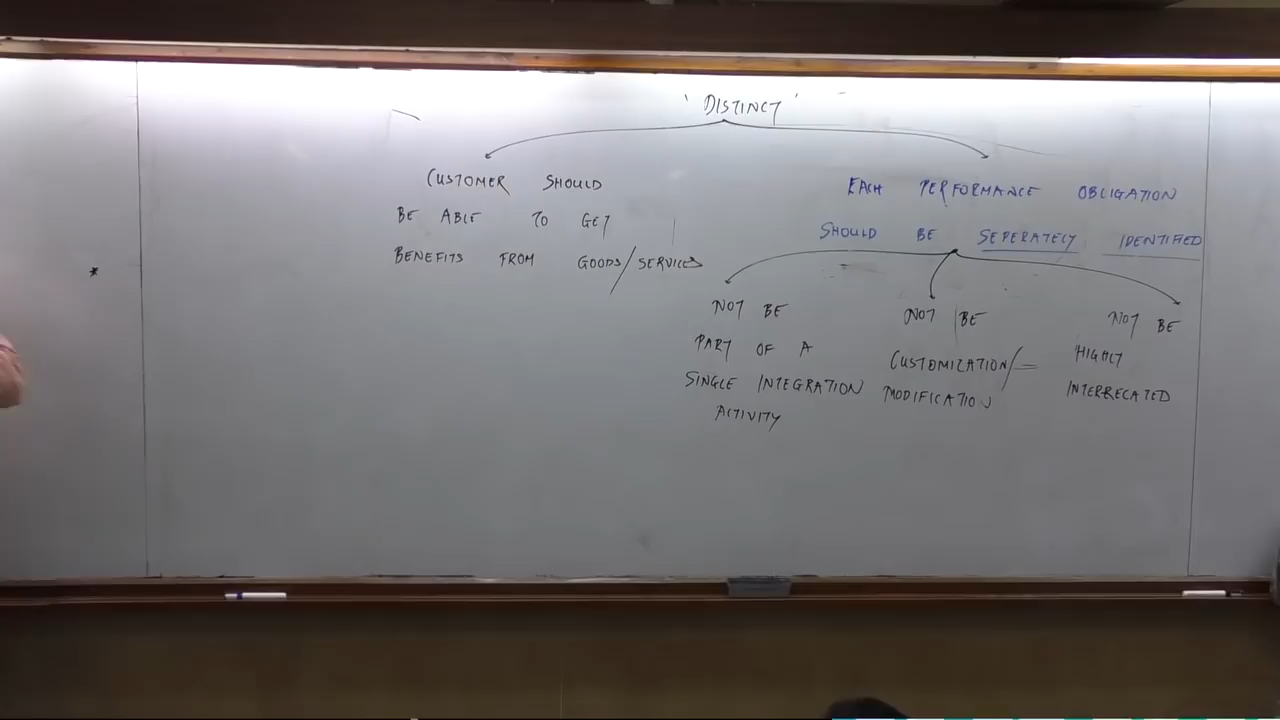 ' DISTINCT '
CUSTOMER SHOULD
BE ABLE TO GET
BENEFITS FROM GOODS/SERVICES
EACH PERFORMANCE OBLIGATION
SHOULD BE SEPERATELY IDENTIFIED
NOT BE
PART OF A
SINGLE INTEGRATION
ACTIVITY
NOT BE
CUSTOMIZATION/
MODIFICATION
NOT BE
HIGHLY
INTERRELATED
*